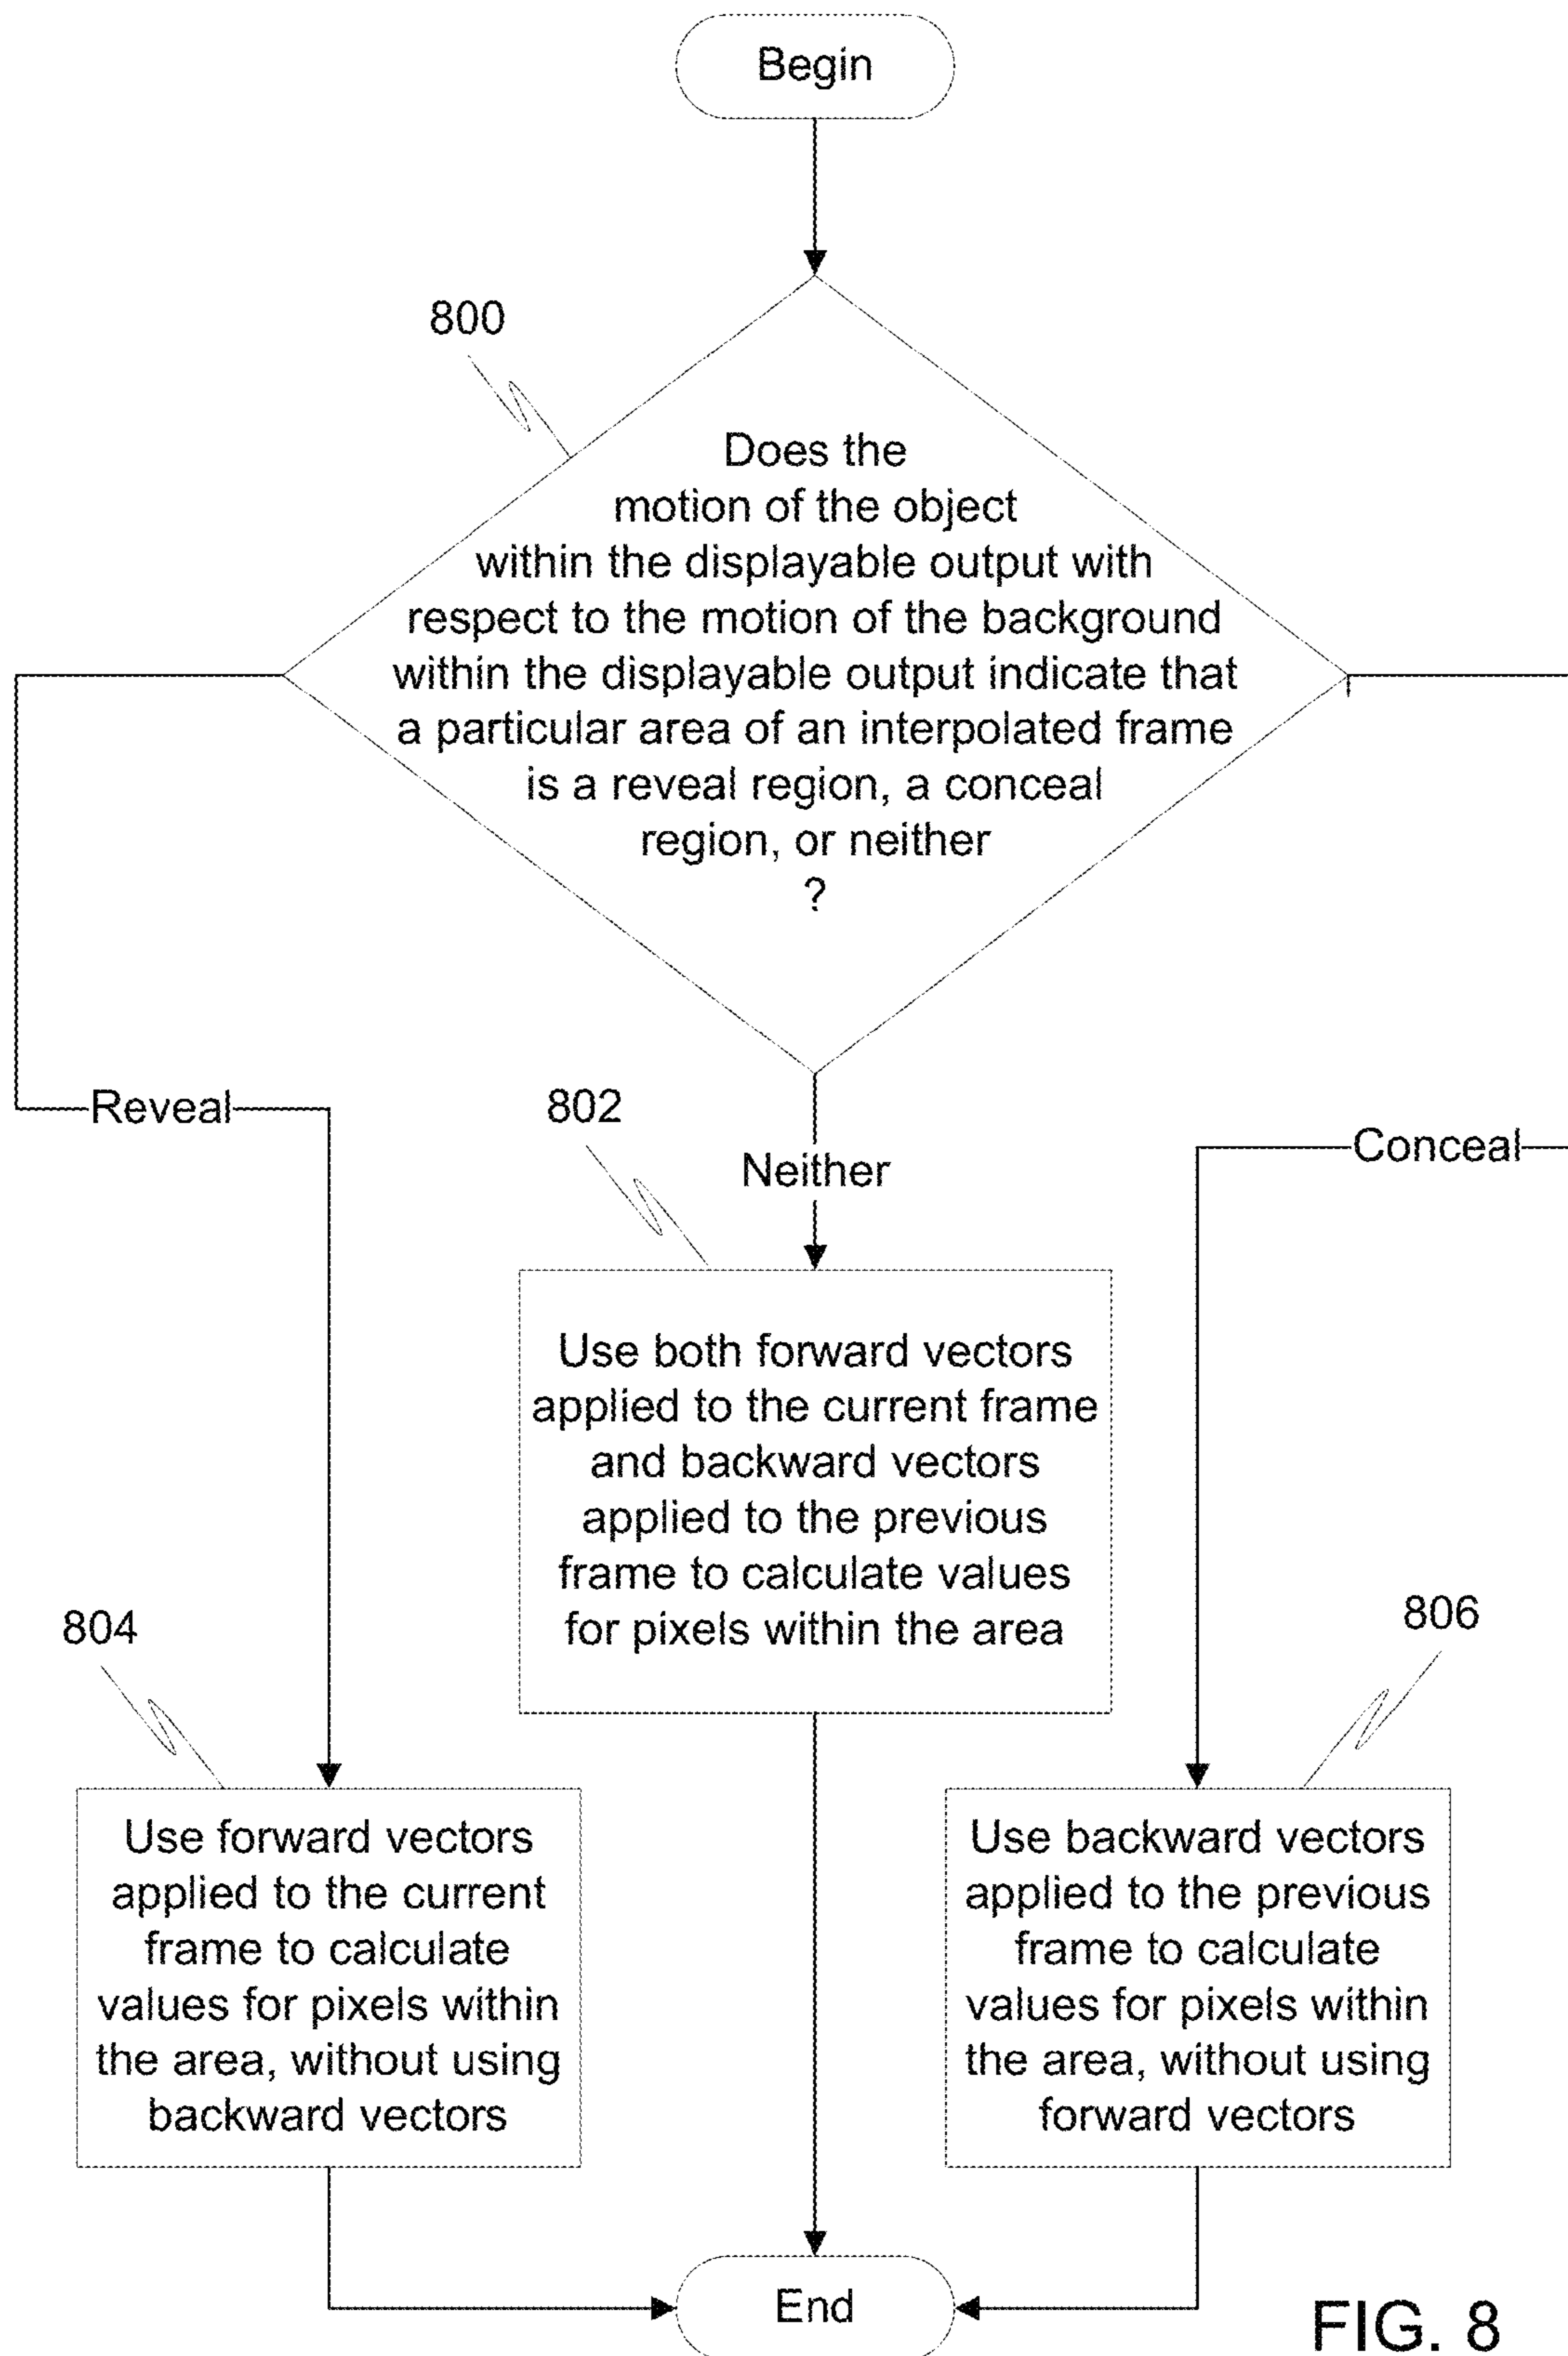 Begin
800
Does the
motion of the object
within the displayable output with
respect to the motion of the background
within the displayable output indicate that
a particular area of an interpolated frame
is a reveal region, a conceal
region, or neither
?
Reveal
802
Neither
Conceal
Use both forward vectors
applied to the current frame
and backward vectors
applied to the previous
frame to calculate values
for pixels within the area
804
806
Use forward vectors
applied to the current
frame to calculate
values for pixels within
the area, without using
backward vectors
Use backward vectors
applied to the previous
frame to calculate
values for pixels within
the area, without using
forward vectors
End
FIG. 8